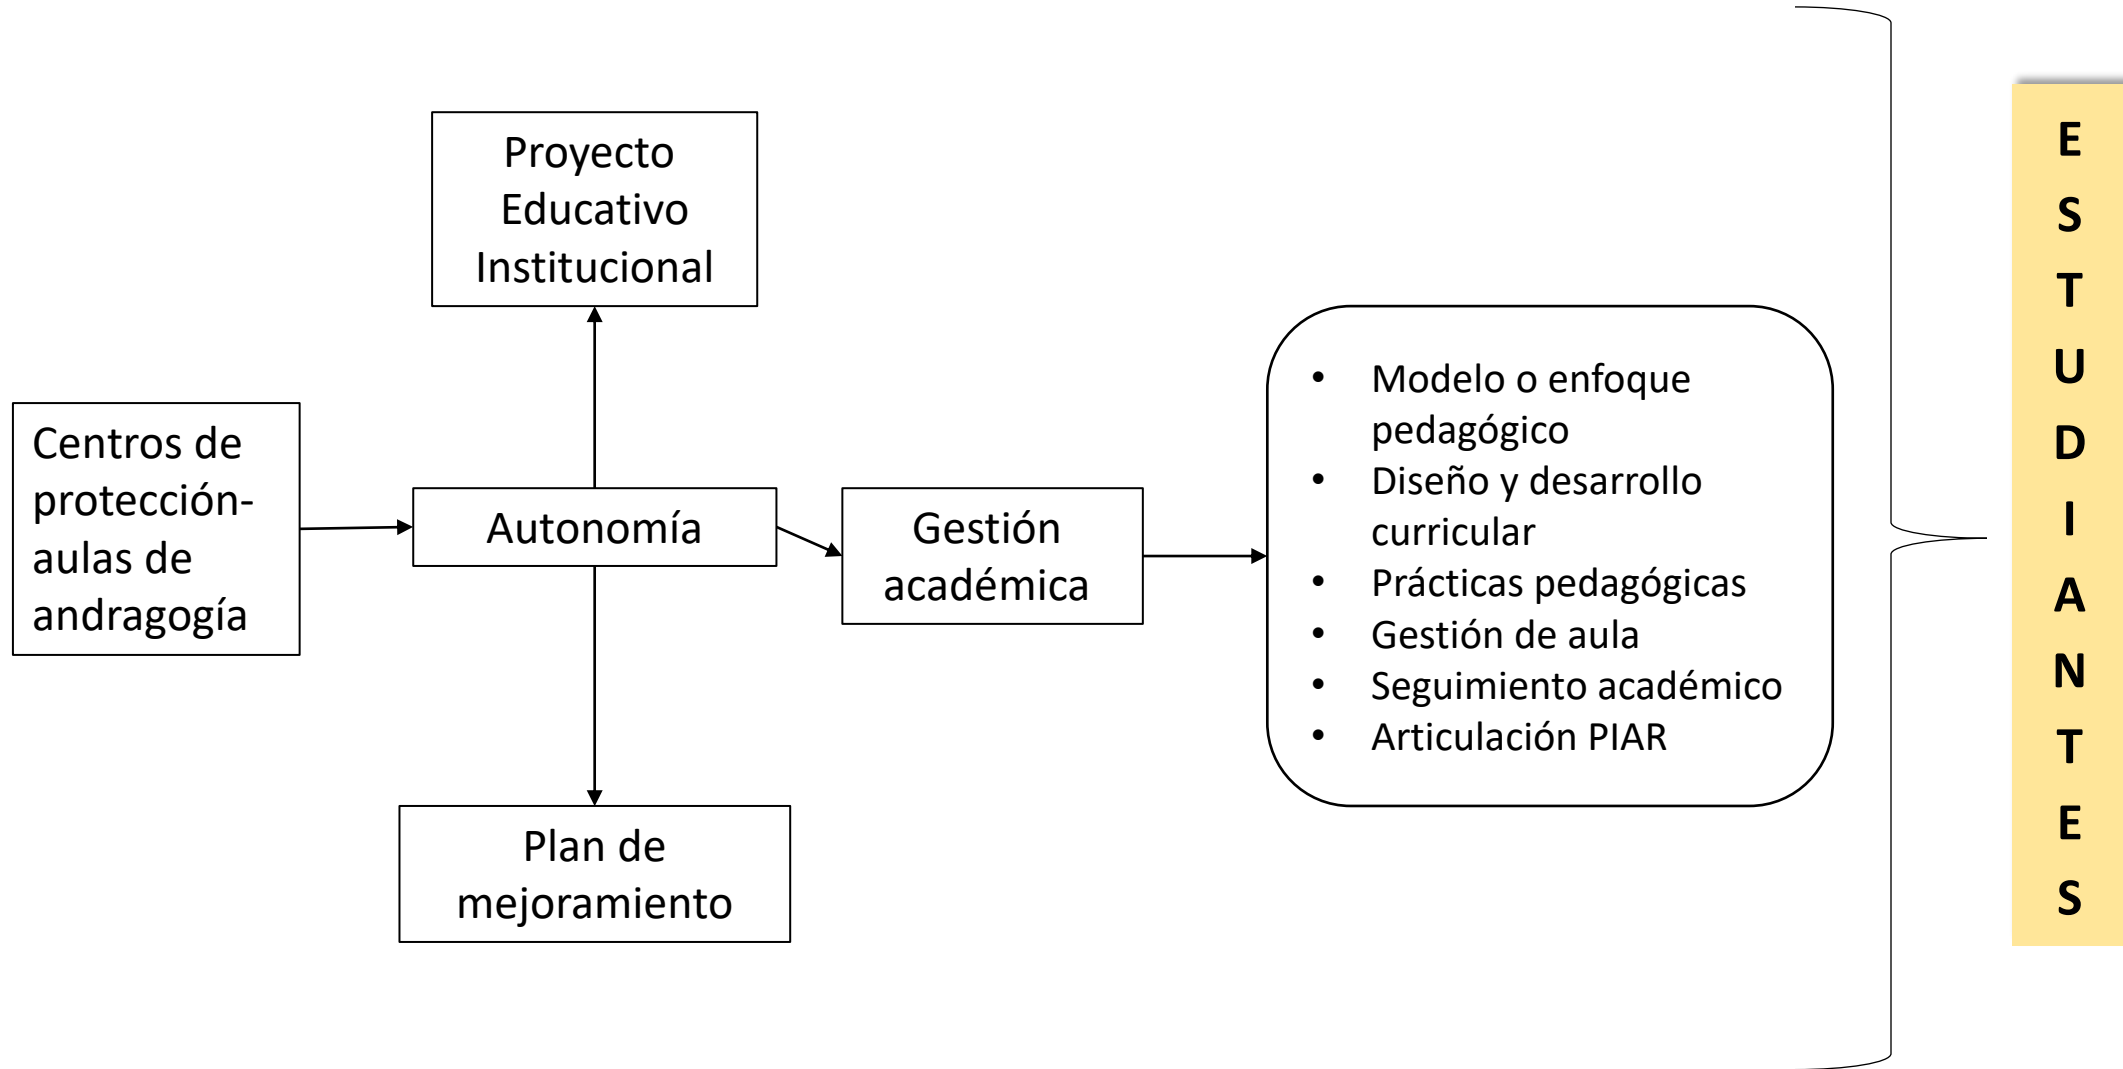 Proyecto
Educativo
Institucional
Centros de
protección-
aulas de
andragogía
Autonomía
Gestión
académica
Plan de
mejoramiento
• Modelo o enfoque
pedagógico
• Diseño y desarrollo
curricular
• Prácticas pedagógicas
• Gestión de aula
• Seguimiento académico
• Articulación PIAR
E
S
T
U
D
I
A
N
T
E
S